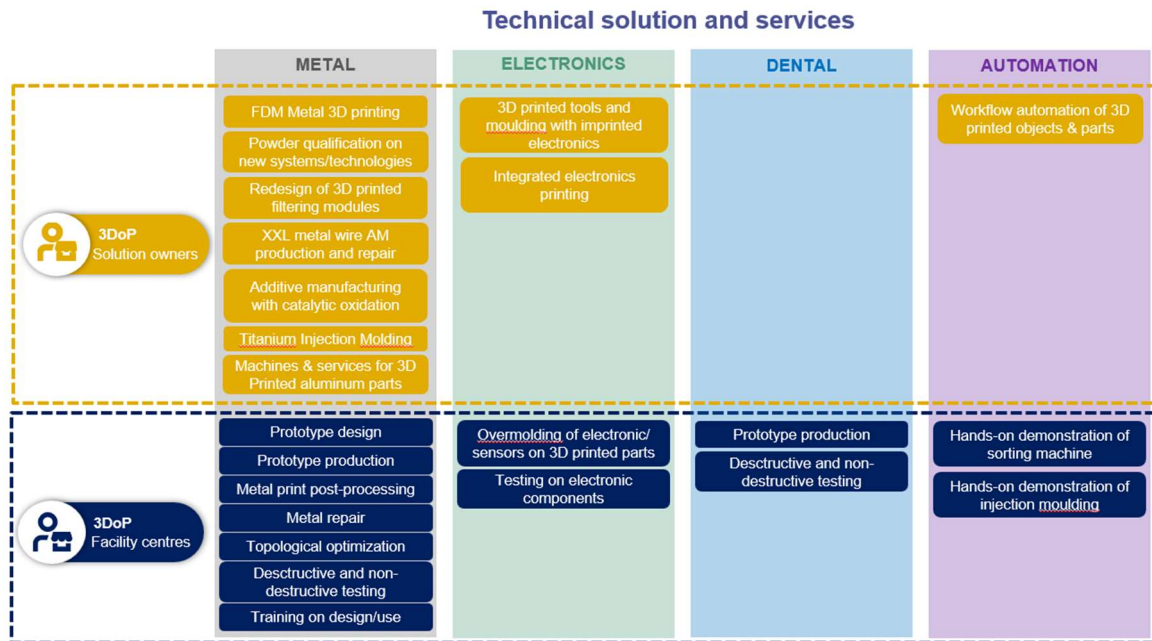 Technical solution and services
METAL
ELECTRONICS
DENTAL
AUTOMATION
3DoP
Solution owners
FDM Metal 3D printing
Powder qualification on
new systems/technologies
Redesign of 3D printed
filtering modules
XXL metal wire AM
production and repair
Additive manufacturing
with catalytic oxidation
Titanium Injection Molding
Machines & services for 3D
Printed aluminum parts
3D printed tools and
moulding with imprinted
electronics
Integrated electronics
printing
Workflow automation of 3D
printed objects & parts
3DoP
Facility centres
Prototype design
Prototype production
Metal print post-processing
Metal repair
Topological optimization
Desctructive and non-
destructive testing
Training on design/use
Overmolding of electronic/
sensors on 3D printed parts
Testing on electronic
components
Prototype production
Desctructive and non-
destructive testing
Hands-on demonstration of
sorting machine
Hands-on demonstration of
injection moulding